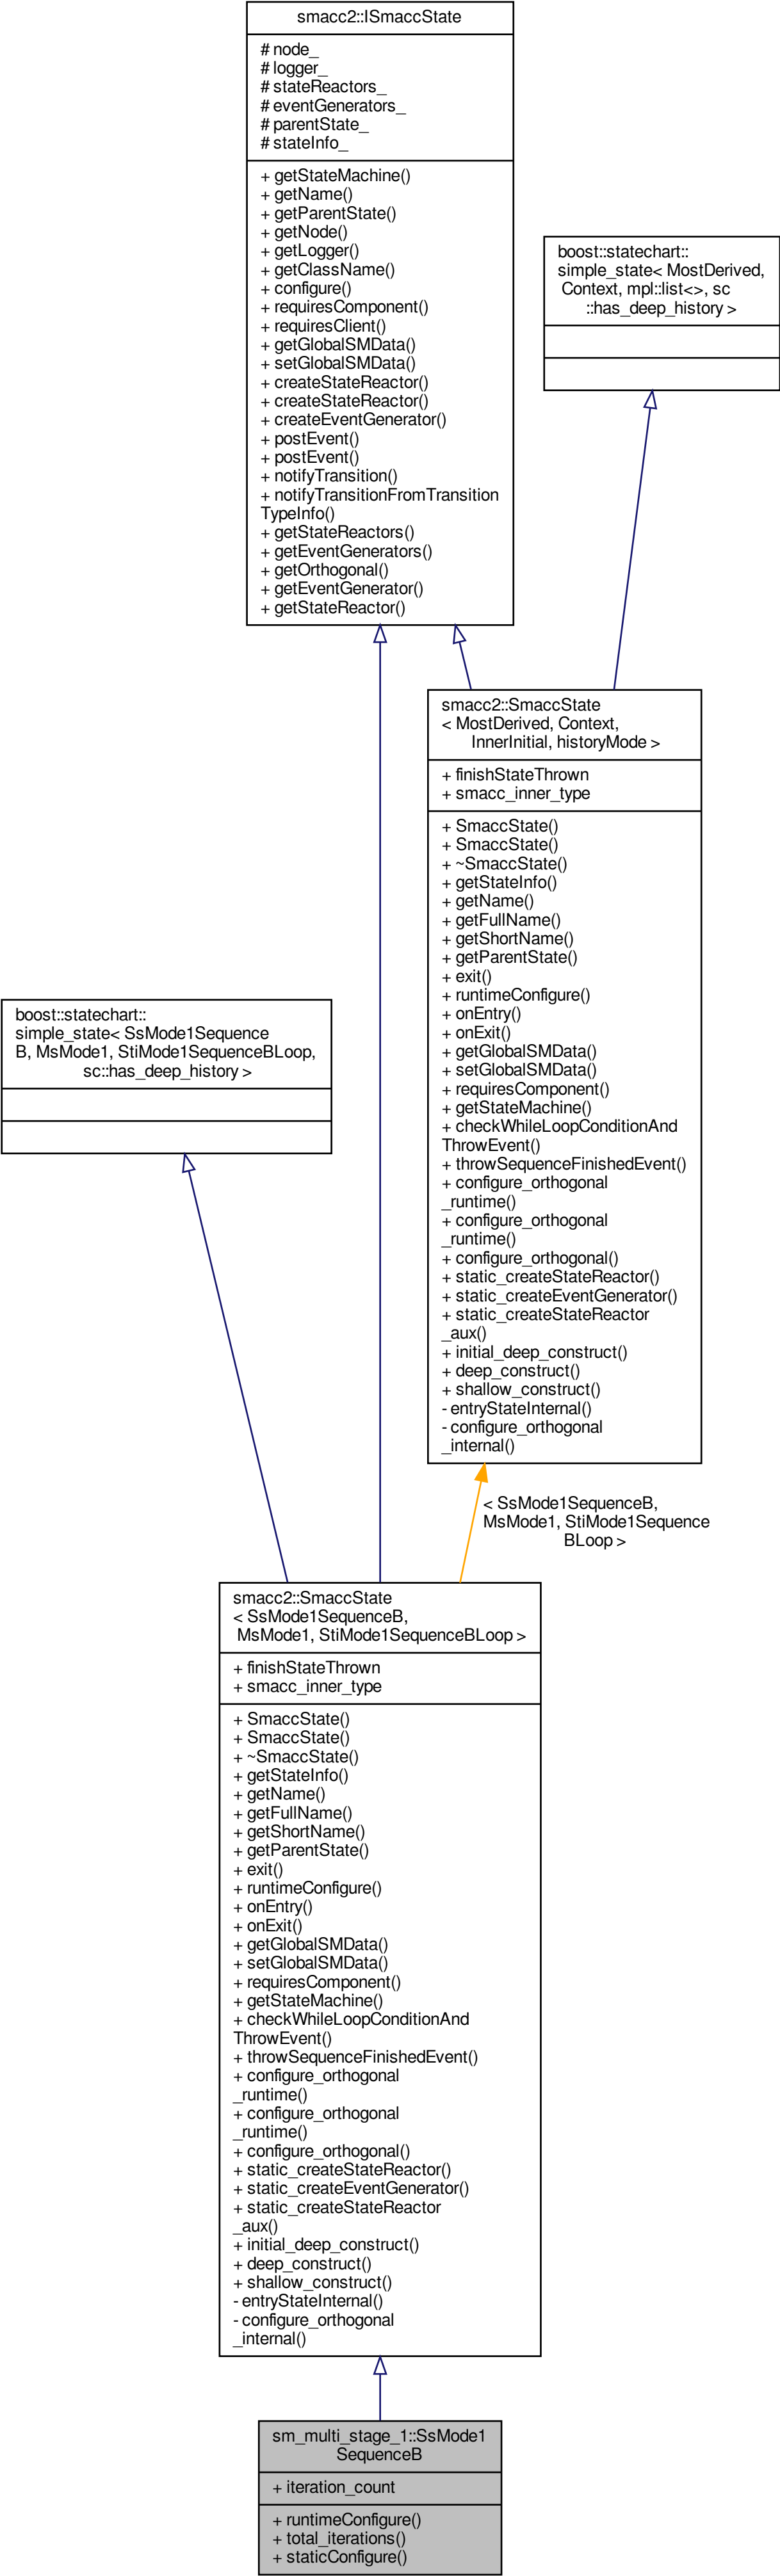 smacc2::ISmaccState
# node_
# logger_
# stateReactors_
# eventGenerators_
# parentState_
# stateInfo_
+ getStateMachine()
+ getName()
+ getParentState()
+ getNode()
+ getLogger()
+ getClassName()
+ configure()
+ requiresComponent()
+ requiresClient()
+ getGlobalSMData()
+ setGlobalSMData()
+ createStateReactor()
+ createStateReactor()
+ createEventGenerator()
+ postEvent()
+ postEvent()
+ notifyTransition()
+ notifyTransitionFromTransition
TypeInfo()
+ getStateReactors()
+ getEventGenerators()
+ getOrthogonal()
+ getEventGenerator()
+ getStateReactor()
boost::statechart::
simple_state< MostDerived,
Context, mpl::list<>, sc
::has_deep_history >
smacc2::SmaccState
< MostDerived, Context,
InnerInitial, historyMode >
+ finishStateThrown
+ smacc_inner_type
+ SmaccState()
+ SmaccState()
+ ~SmaccState()
+ getStateInfo()
+ getName()
+ getFullName()
+ getShortName()
+ getParentState()
+ exit()
+ runtimeConfigure()
+ onEntry()
+ onExit()
+ getGlobalSMData()
+ setGlobalSMData()
+ requiresComponent()
+ getStateMachine()
+ checkWhileLoopConditionAnd
ThrowEvent()
+ throwSequenceFinishedEvent()
+ configure_orthogonal
_runtime()
+ configure_orthogonal
_runtime()
+ configure_orthogonal()
+ static_createStateReactor()
+ static_createEventGenerator()
+ static_createStateReactor
_aux()
+ initial_deep_construct()
+ deep_construct()
+ shallow_construct()
- entryStateInternal()
- configure_orthogonal
_internal()
boost::statechart::
simple_state< SsMode1Sequence
B, MsMode1, StiMode1SequenceBLoop,
sc::has_deep_history >
< SsMode1SequenceB,
MsMode1, StiMode1Sequence
BLoop >
smacc2::SmaccState
< SsMode1SequenceB,
MsMode1, StiMode1SequenceBLoop >
+ finishStateThrown
+ smacc_inner_type
+ SmaccState()
+ SmaccState()
+ ~SmaccState()
+ getStateInfo()
+ getName()
+ getFullName()
+ getShortName()
+ getParentState()
+ exit()
+ runtimeConfigure()
+ onEntry()
+ onExit()
+ getGlobalSMData()
+ setGlobalSMData()
+ requiresComponent()
+ getStateMachine()
+ checkWhileLoopConditionAnd
ThrowEvent()
+ throwSequenceFinishedEvent()
+ configure_orthogonal
_runtime()
+ configure_orthogonal
_runtime()
+ configure_orthogonal()
+ static_createStateReactor()
+ static_createEventGenerator()
+ static_createStateReactor
_aux()
+ initial_deep_construct()
+ deep_construct()
+ shallow_construct()
- entryStateInternal()
- configure_orthogonal
_internal()
sm_multi_stage_1::SsMode1
SequenceB
+ iteration_count
+ runtimeConfigure()
+ total_iterations()
+ staticConfigure()